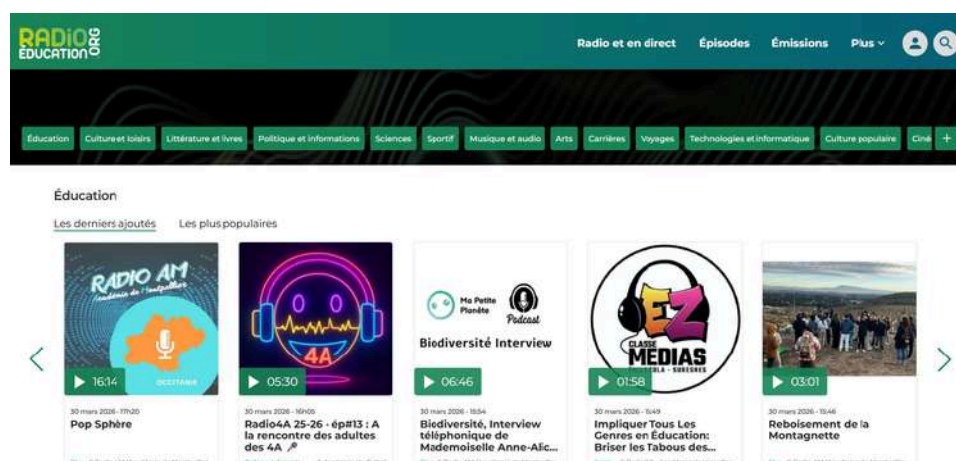 RADIO
EDUCATION
ORG
Radio et en direct
Épisodes
Émissions
Plus
Éducation
Culture et loisirs
Littérature et livres
Politique et informations
Sciences
Sportif
Musique et audio
Arts
Carrières
Voyages
Technologies et informatique
Culture populaire
Ciné
+
Éducation
Les derniers ajoutés
Les plus populaires
RADIO AM
Académie de Montpellier
OCCITANIE
16:14
4A
05:30
Ma Petite
Planète
Podcast
Biodiversité Interview
06:46
EZ
CLASSE
MEDIAS
SURESNES
01:58
03:01
30 mars 2026 - 17h20
Pop Sphère
30 mars 2026 - 16h05
Radio4A 25-26 - ép#13 : A
la rencontre des adultes
des 4A
30 mars 2026 - 15:54
Biodiversité, Interview
téléphonique de
Mademoiselle Anne-Alic...
30 mars 2026 - 15:49
Impliquer Tous Les
Genres en Éducation:
Briser les Tabous des...
30 mars 2026 - 15:46
Reboisement de la
Montagnette